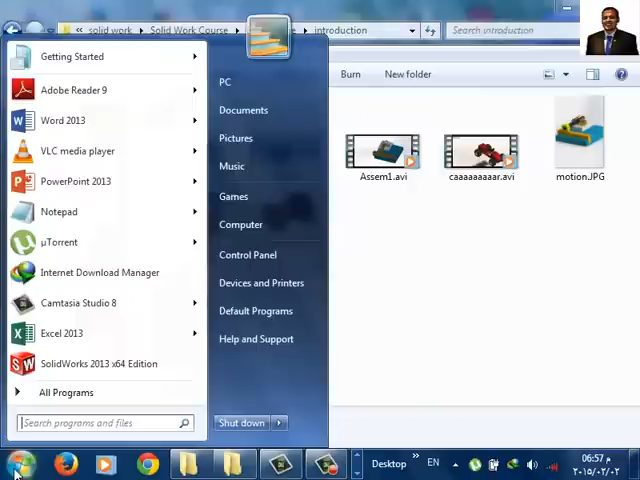 solid work
Solid Work Course
introduction
Search introduction
Burn
New folder
Assem1.avi
caaaaaaaar.avi
motion.JPG
Getting Started
Adobe Reader 9
Word 2013
VLC media player
PowerPoint 2013
Notepad
µTorrent
Internet Download Manager
Camtasia Studio 8
Excel 2013
SolidWorks 2013 x64 Edition
All Programs
Search programs and files
PC
Documents
Pictures
Music
Games
Computer
Control Panel
Devices and Printers
Default Programs
Help and Support
Shut down
Desktop
EN
06:57 م
٢٠١٥/٠٢/٠٢